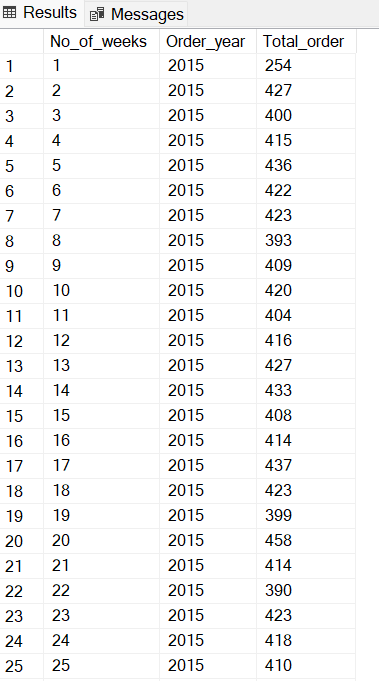 Results Messages
No_of_weeks Order_year Total_order
1 1 2015 254
2 2 2015 427
3 3 2015 400
4 4 2015 415
5 5 2015 436
6 6 2015 422
7 7 2015 423
8 8 2015 393
9 9 2015 409
10 10 2015 420
11 11 2015 404
12 12 2015 416
13 13 2015 427
14 14 2015 433
15 15 2015 408
16 16 2015 414
17 17 2015 437
18 18 2015 423
19 19 2015 399
20 20 2015 458
21 21 2015 414
22 22 2015 390
23 23 2015 423
24 24 2015 418
25 25 2015 410